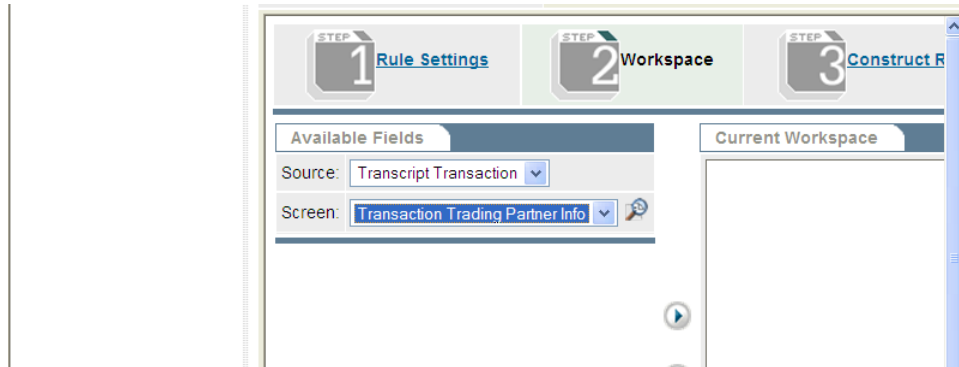 STEP 1 Rule Settings
STEP 2 Workspace
STEP 3 Construct R
Available Fields
Current Workspace
Source: Transcript Transaction
Screen: Transaction Trading Partner Info